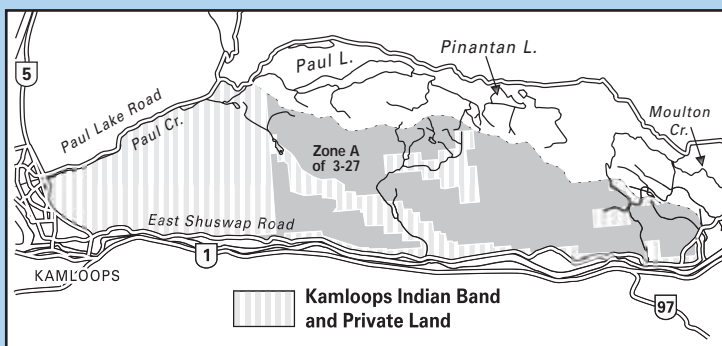 5
Paul L.
Pinantan L.
Moulton
Cr.
Paul Lake Road
Paul Cr.
Zone A
of 3-27
East Shuswap Road
1
KAMLOOPS
97
Kamloops Indian Band
and Private Land